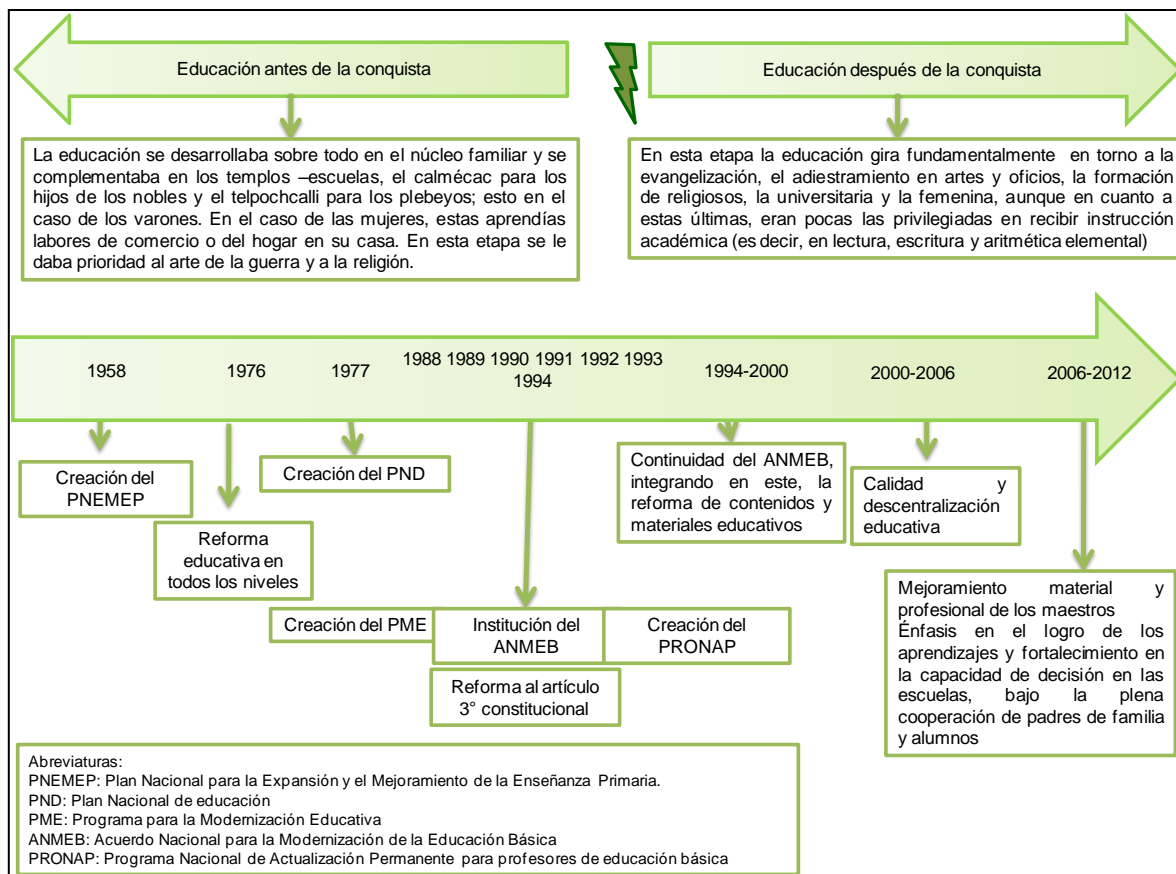 Educación antes de la conquista
Educación después de la conquista
La educación se desarrollaba sobre todo en el núcleo familiar y se
complementaba en los templos –escuelas, el calmécac para los
hijos de los nobles y el telpochcalli para los plebeyos; esto en el
caso de los varones. En el caso de las mujeres, estas aprendías
labores de comercio o del hogar en su casa. En esta etapa se le
daba prioridad al arte de la guerra y a la religión.
En esta etapa la educación gira fundamentalmente en torno a la
evangelización, el adiestramiento en artes y oficios, la formación
de religiosos, la universitaria y la femenina, aunque en cuanto a
estas últimas, eran pocas las privilegiadas en recibir instrucción
académica (es decir, en lectura, escritura y aritmética elemental)
1958
1976
1977
1988 1989 1990 1991 1992 1993
1994
1994-2000
2000-2006
2006-2012
Creación del
PNEMEP
Reforma
educativa en
todos los niveles
Creación del PND
Creación del PME
Institución del
ANMEB
Creación del
PRONAP
Reforma al artículo
3° constitucional
Continuidad del ANMEB,
integrando en este, la
reforma de contenidos y
materiales educativos
Calidad y
descentralización
educativa
Mejoramiento material y
profesional de los maestros
Énfasis en el logro de los
aprendizajes y fortalecimiento en
la capacidad de decisión en las
escuelas, bajo la plena
cooperación de padres de familia
y alumnos
Abreviaturas:
PNEMEP: Plan Nacional para la Expansión y el Mejoramiento de la Enseñanza Primaria.
PND: Plan Nacional de educación
PME: Programa para la Modernización Educativa
ANMEB: Acuerdo Nacional para la Modernización de la Educación Básica
PRONAP: Programa Nacional de Actualización Permanente para profesores de educación básica